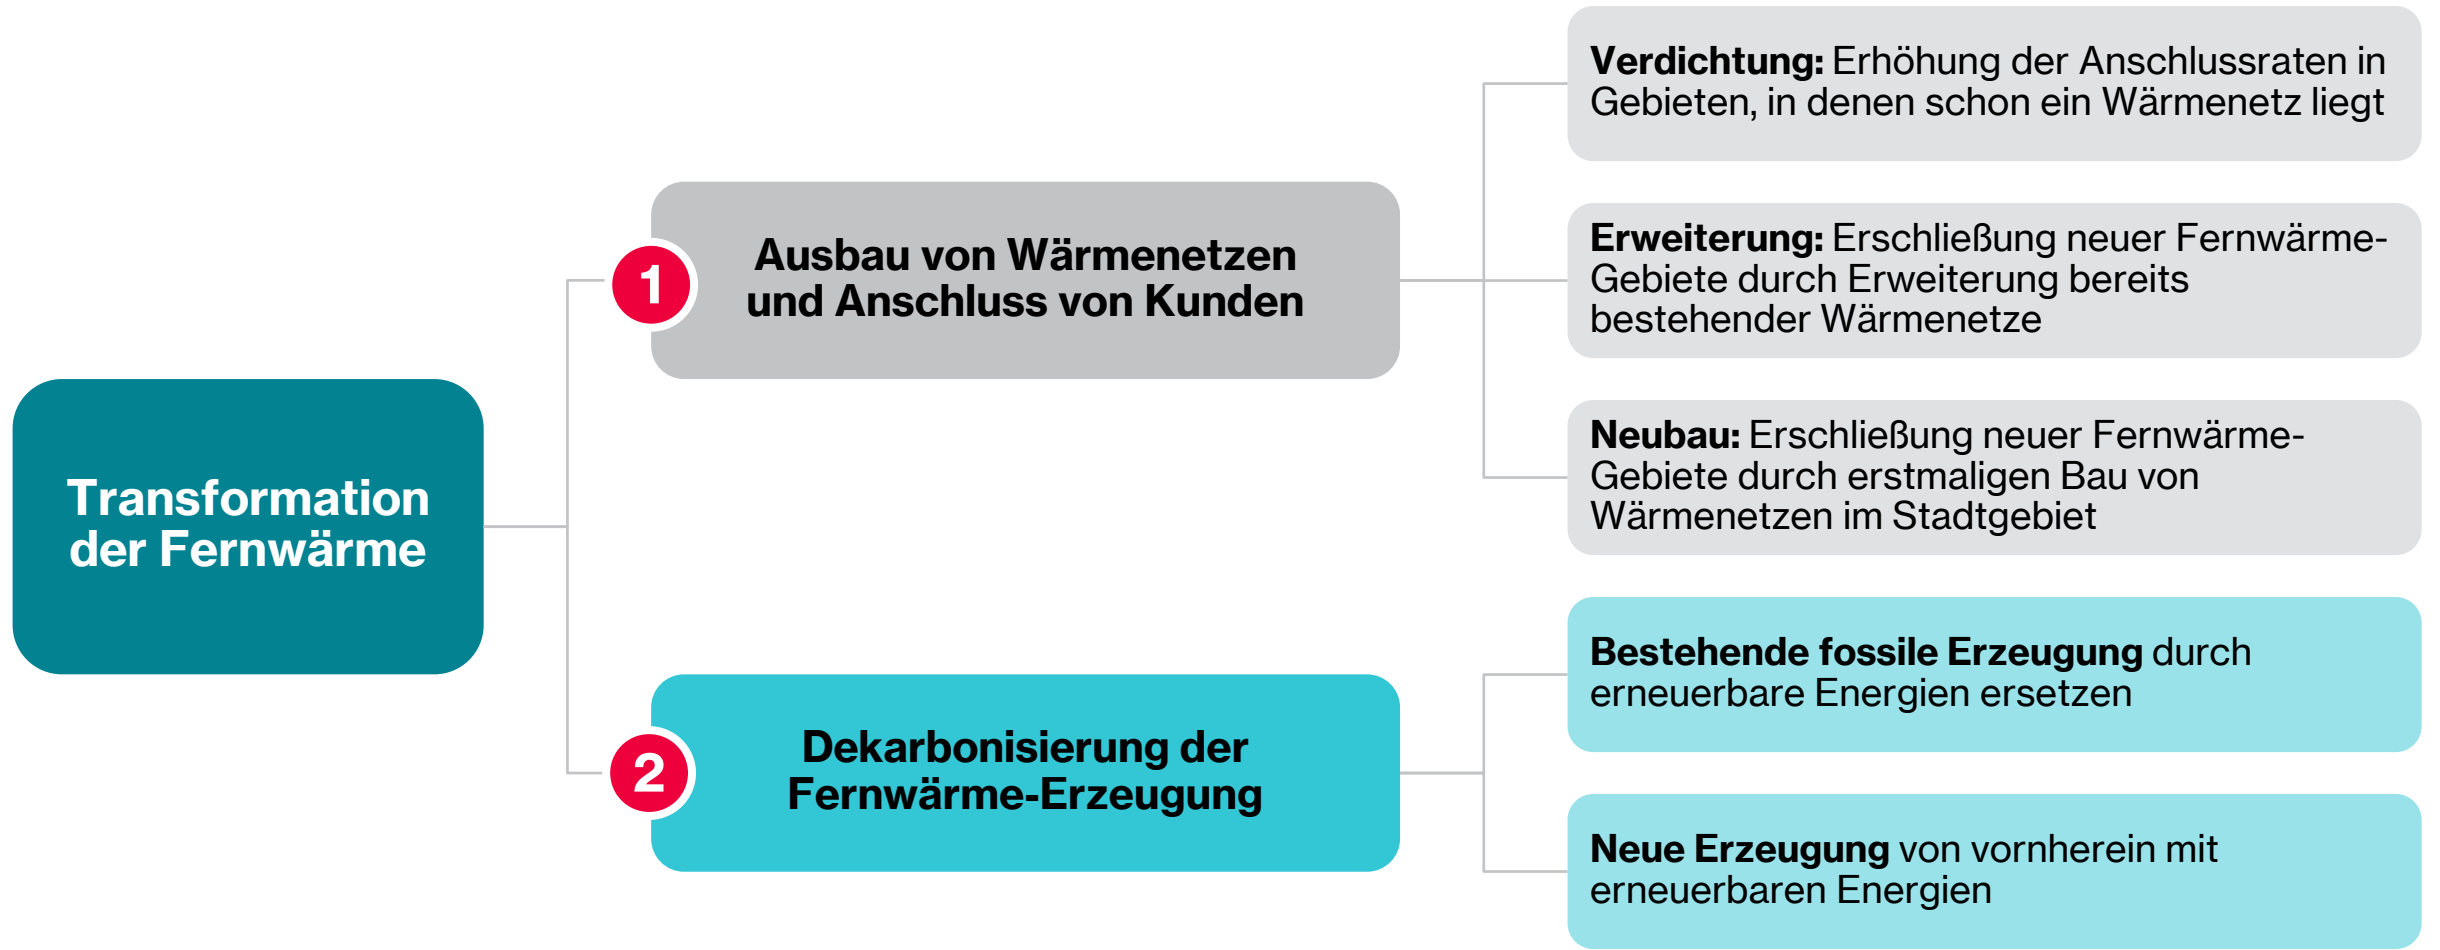 Transformation
der Fernwärme
1
Ausbau von Wärmenetzen
und Anschluss von Kunden
Verdichtung: Erhöhung der Anschlussraten in
Gebieten, in denen schon ein Wärmenetz liegt
Erweiterung: Erschließung neuer Fernwärme-
Gebiete durch Erweiterung bereits
bestehender Wärmenetze
Neubau: Erschließung neuer Fernwärme-
Gebiete durch erstmaligen Bau von
Wärmenetzen im Stadtgebiet
2
Dekarbonisierung der
Fernwärme-Erzeugung
Bestehende fossile Erzeugung durch
erneuerbare Energien ersetzen
Neue Erzeugung von vornherein mit
erneuerbaren Energien